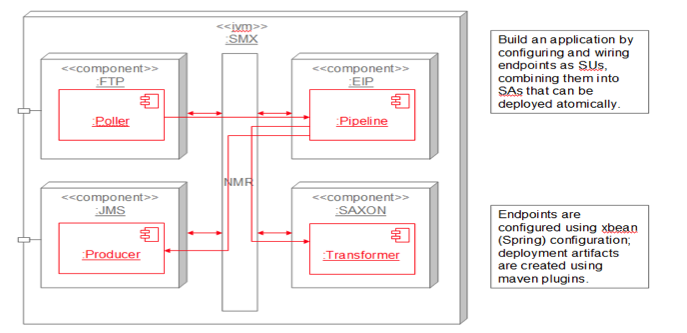 <<jvm>>
:SMX
<<component>>
:FTP
:Poller
<<component>>
:EIP
:Pipeline
NMR
<<component>>
:JMS
:Producer
<<component>>
:SAXON
:Transformer
Build an application by
configuring and wiring
endpoints as SUs,
combining them into
SAs that can be
deployed atomically.
Endpoints are
configured using xbean
(Spring) configuration;
deployment artifacts
are created using
maven plugins.